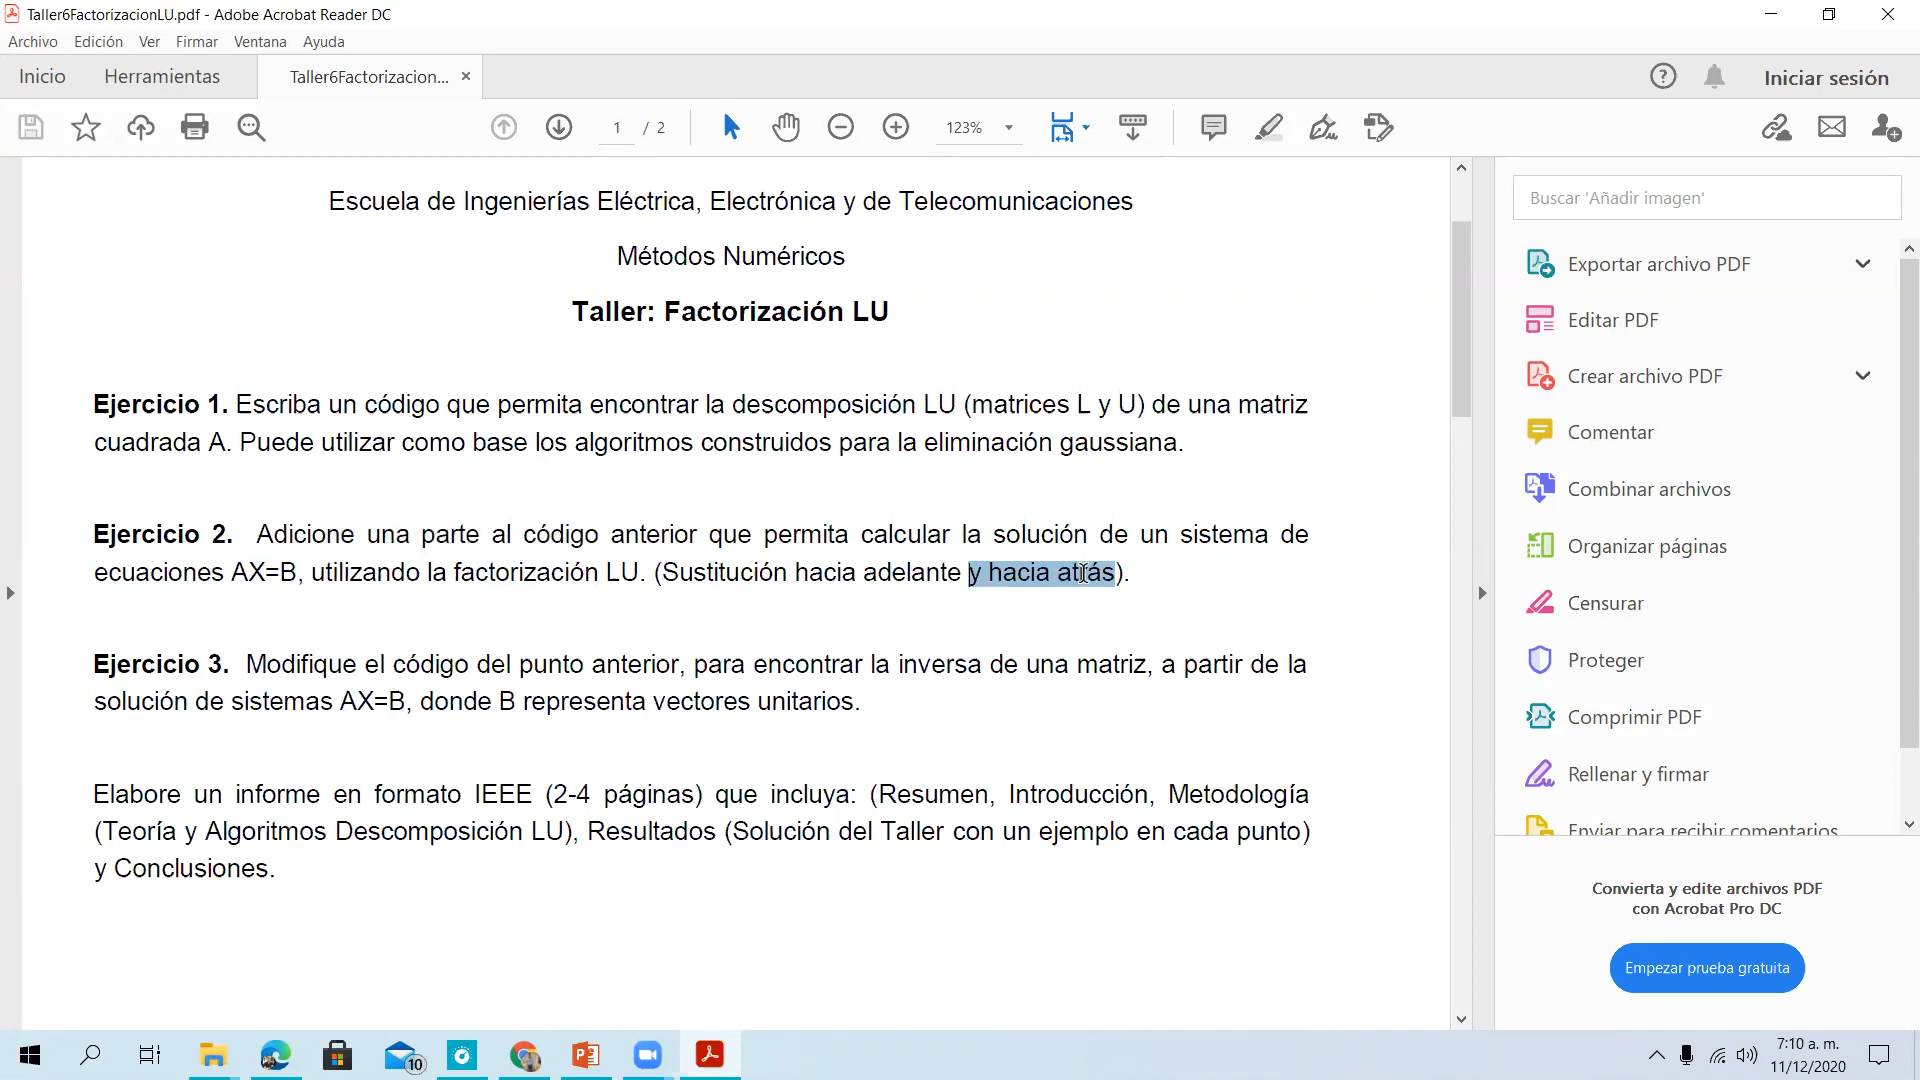 Taller6FactorizacionLU.pdf - Adobe Acrobat Reader DC
Archivo Edición Ver Firmar Ventana Ayuda
Inicio Herramientas Taller6Factorizacion... × Iniciar sesión
1 / 2 123%
Escuela de Ingenierías Eléctrica, Electrónica y de Telecomunicaciones
Métodos Numéricos
Taller: Factorización LU
Ejercicio 1. Escriba un código que permita encontrar la descomposición LU (matrices L y U) de una matriz
cuadrada A. Puede utilizar como base los algoritmos construidos para la eliminación gaussiana.
Ejercicio 2. Adicione una parte al código anterior que permita calcular la solución de un sistema de
ecuaciones AX=B, utilizando la factorización LU. (Sustitución hacia adelante y hacia atrás).
Ejercicio 3. Modifique el código del punto anterior, para encontrar la inversa de una matriz, a partir de la
solución de sistemas AX=B, donde B representa vectores unitarios.
Elabore un informe en formato IEEE (2-4 páginas) que incluya: (Resumen, Introducción, Metodología
(Teoría y Algoritmos Descomposición LU), Resultados (Solución del Taller con un ejemplo en cada punto)
y Conclusiones.
Buscar 'Añadir imagen'
Exportar archivo PDF
Editar PDF
Crear archivo PDF
Comentar
Combinar archivos
Organizar páginas
Censurar
Proteger
Comprimir PDF
Rellenar y firmar
Enviar para recibir comentarios
Convierta y edite archivos PDF
con Acrobat Pro DC
Empezar prueba gratuita
10
7:10 a. m.
11/12/2020